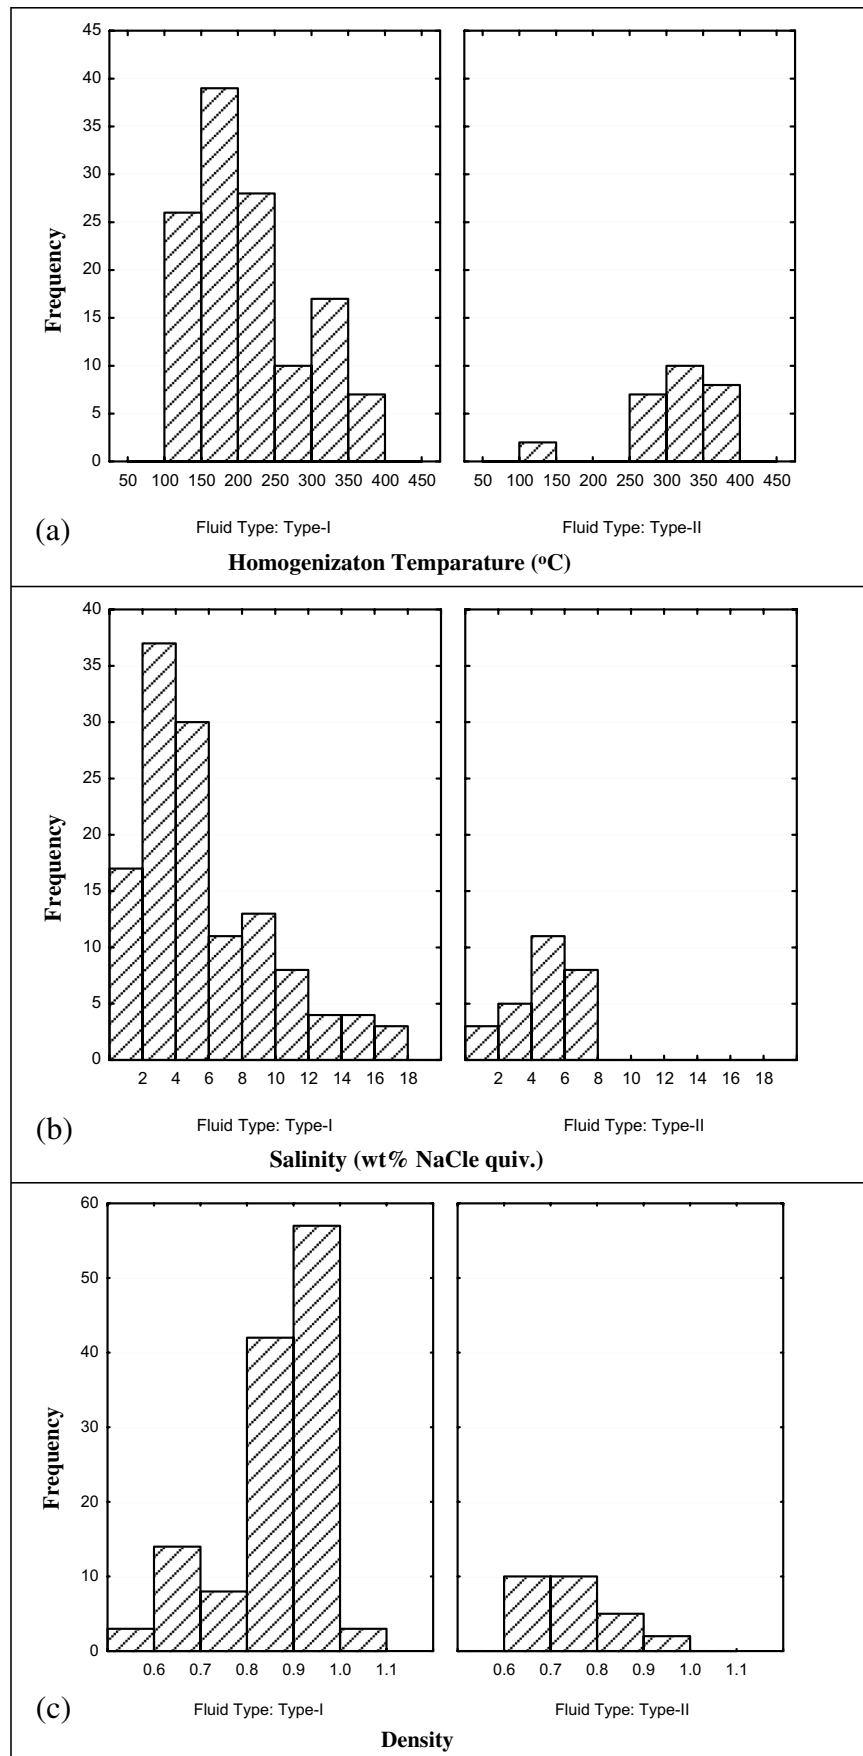 45
40
35
30
25
20
15
10
5
0
Frequency
50 100 150 200 250 300 350 400 450 50 100 150 200 250 300 350 400 450
(a) Fluid Type: Type-I Fluid Type: Type-II
Homogenizaton Temparature (ºC)
40
35
30
25
20
15
10
5
0
Frequency
2 4 6 8 10 12 14 16 18 2 4 6 8 10 12 14 16 18
(b) Fluid Type: Type-I Fluid Type: Type-II
Salinity (wt% NaCle quiv.)
60
50
40
30
20
10
0
Frequency
0.6 0.7 0.8 0.9 1.0 1.1 0.6 0.7 0.8 0.9 1.0 1.1
(c) Fluid Type: Type-I Fluid Type: Type-II
Density